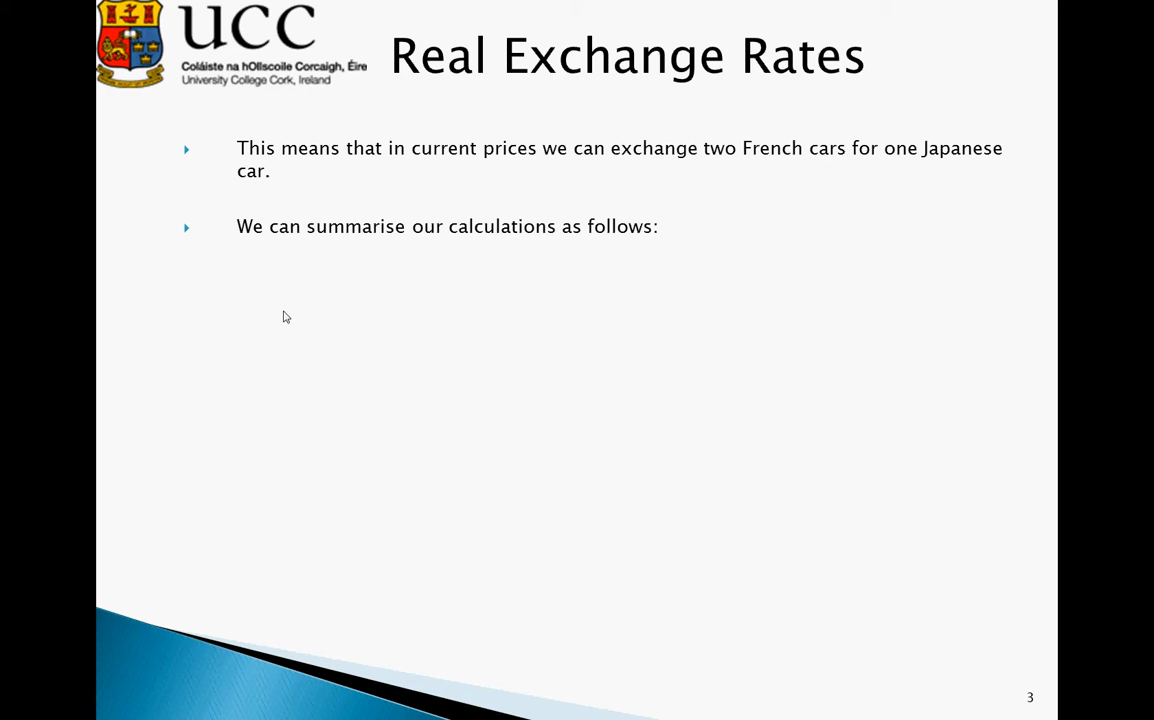 UCC
Coláiste na hOllscoile Corcaigh, Éire
University College Cork, Ireland
Real Exchange Rates
This means that in current prices we can exchange two French cars for one Japanese
car.
We can summarise our calculations as follows:
3